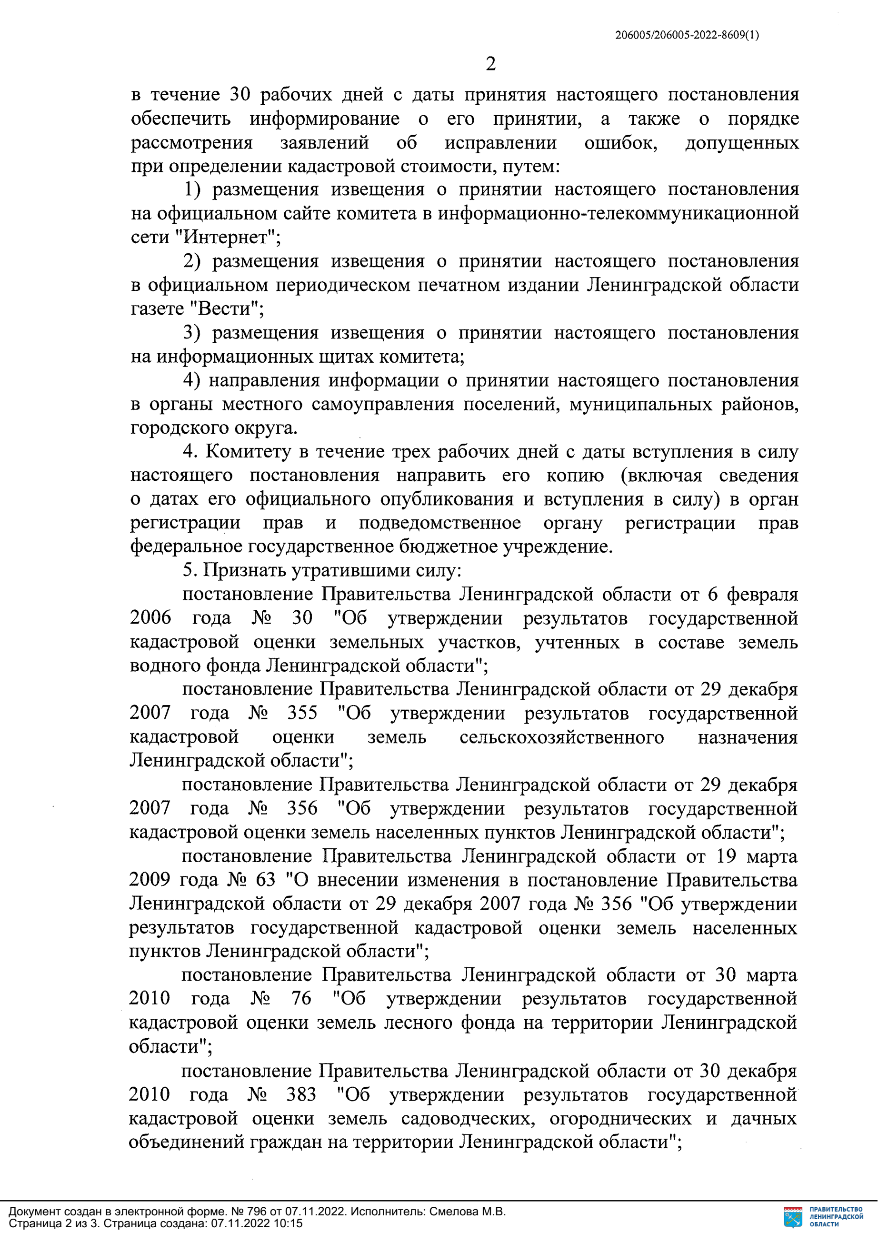 206005/206005-2022-8609(1)
2
в течение 30 рабочих дней с даты принятия настоящего постановления
обеспечить информирование о его принятии, а также о порядке
рассмотрения заявлений об исправлении ошибок, допущенных
при определении кадастровой стоимости, путем:
1) размещения извещения о принятии настоящего постановления
на официальном сайте комитета в информационно-телекоммуникационной
сети "Интернет";
2) размещения извещения о принятии настоящего постановления
в официальном периодическом печатном издании Ленинградской области
газете "Вести";
3) размещения извещения о принятии настоящего постановления
на информационных щитах комитета;
4) направления информации о принятии настоящего постановления
в органы местного самоуправления поселений, муниципальных районов,
городского округа.
4. Комитету в течение трех рабочих дней с даты вступления в силу
настоящего постановления направить его копию (включая сведения
о датах его официального опубликования и вступления в силу) в орган
регистрации прав и подведомственное органу регистрации прав
федеральное государственное бюджетное учреждение.
5. Признать утратившими силу:
постановление Правительства Ленинградской области от 6 февраля
2006 года № 30 "Об утверждении результатов государственной
кадастровой оценки земельных участков, учтенных в составе земель
водного фонда Ленинградской области";
постановление Правительства Ленинградской области от 29 декабря
2007 года № 355 "Об утверждении результатов государственной
кадастровой оценки земель сельскохозяйственного назначения
Ленинградской области";
постановление Правительства Ленинградской области от 29 декабря
2007 года № 356 "Об утверждении результатов государственной
кадастровой оценки земель населенных пунктов Ленинградской области";
постановление Правительства Ленинградской области от 19 марта
2009 года № 63 "О внесении изменения в постановление Правительства
Ленинградской области от 29 декабря 2007 года № 356 "Об утверждении
результатов государственной кадастровой оценки земель населенных
пунктов Ленинградской области";
постановление Правительства Ленинградской области от 30 марта
2010 года № 76 "Об утверждении результатов государственной
кадастровой оценки земель лесного фонда на территории Ленинградской
области";
постановление Правительства Ленинградской области от 30 декабря
2010 года № 383 "Об утверждении результатов государственной
кадастровой оценки земель садоводческих, огороднических и дачных
объединений граждан на территории Ленинградской области";
Документ создан в электронной форме. № 796 от 07.11.2022. Исполнитель: Смелова М.В.
Страница 2 из 3. Страница создана: 07.11.2022 10:15
ПРАВИТЕЛЬСТВО
ЛЕНИНГРАДСКОЙ
ОБЛАСТИ